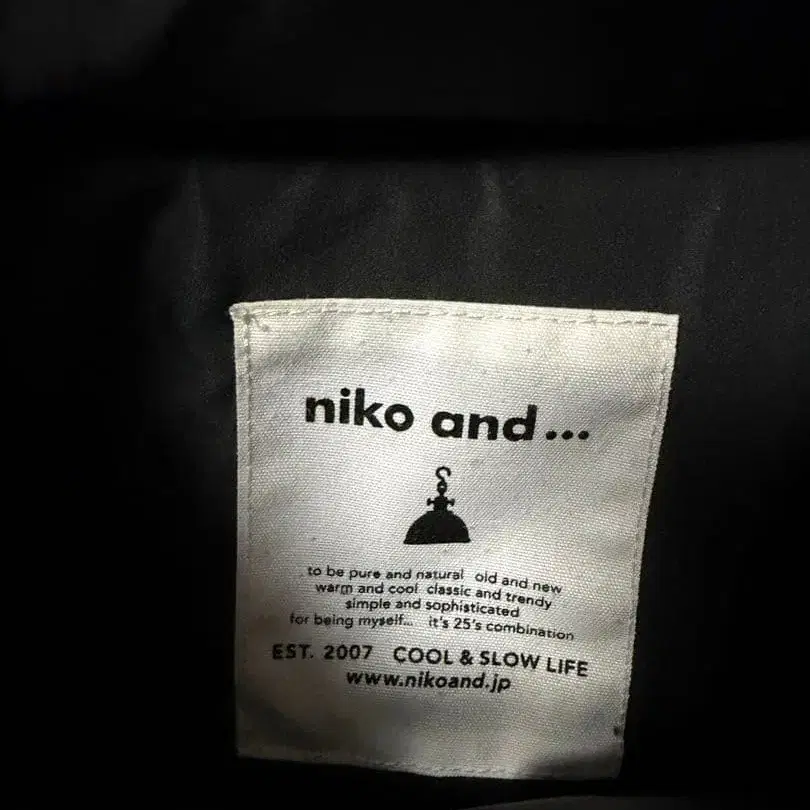 niko and...
to be pure and natural old and new
warm and cool classic and trendy
simple and sophisticated
for being myself... it's 25's combination
EST. 2007 COOL & SLOW LIFE
www.nikoand.jp